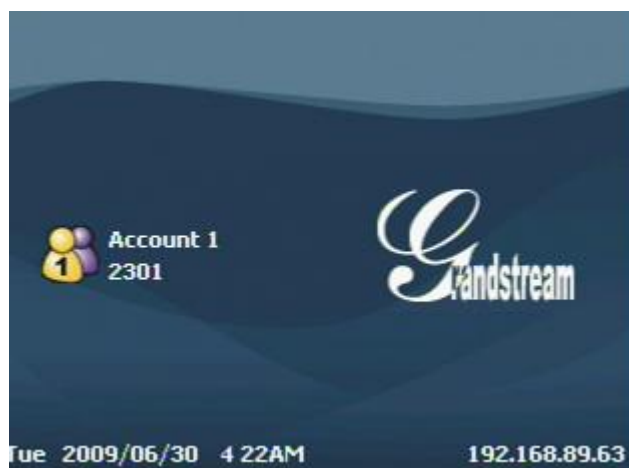 Account 1
1
2301
Grandstream
Tue 2009/06/30 4 22AM
192.168.89.63